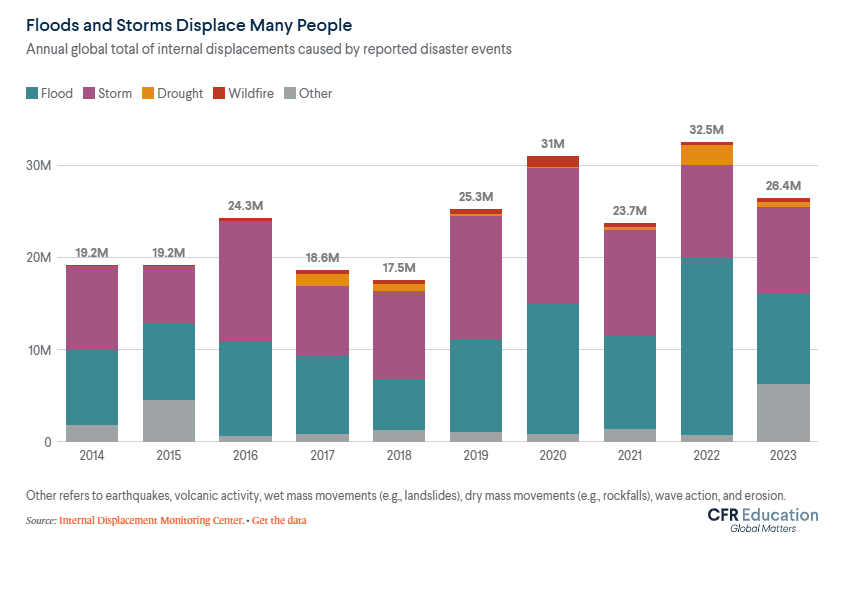 Floods and Storms Displace Many People
Annual global total of internal displacements caused by reported disaster events
Flood Storm Drought Wildfire Other
32.5M
31M
30M
26.4M
25.3M
24.3M
23.7M
20M
19.2M 19.2M
18.6M
17.5M
10M
0
2014 2015 2016 2017 2018 2019 2020 2021 2022 2023
Other refers to earthquakes, volcanic activity, wet mass movements (e.g., landslides), dry mass movements (e.g., rockfalls), wave action, and erosion.
Source: Internal Displacement Monitoring Center. • Get the data
CFR Education
Global Matters